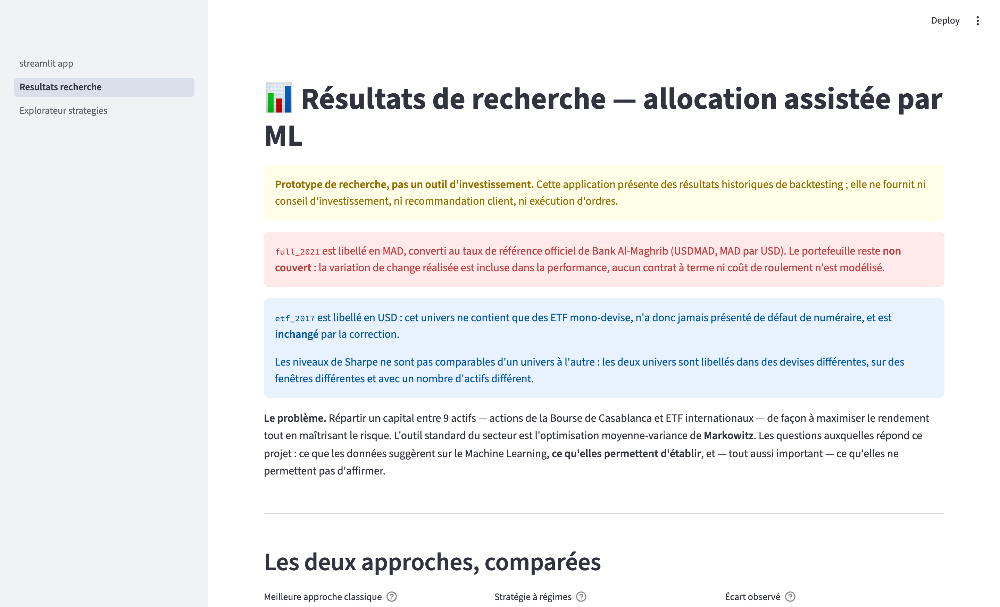 Deploy
streamlit app
Resultats recherche
Explorateur strategies
Résultats de recherche — allocation assistée par
ML
Prototype de recherche, pas un outil d'investissement. Cette application présente des résultats historiques de backtesting ; elle ne fournit ni
conseil d'investissement, ni recommandation client, ni exécution d'ordres.
full_2021 est libellé en MAD, converti au taux de référence officiel de Bank Al-Maghrib (USDMAD, MAD par USD). Le portefeuille reste non
couvert : la variation de change réalisée est incluse dans la performance, aucun contrat à terme ni coût de roulement n'est modélisé.
etf_2017 est libellé en USD : cet univers ne contient que des ETF mono-devise, n'a donc jamais présenté de défaut de numéraire, et est
inchangé par la correction.
Les niveaux de Sharpe ne sont pas comparables d'un univers à l'autre : les deux univers sont libellés dans des devises différentes, sur des
fenêtres différentes et avec un nombre d'actifs différent.
Le problème. Répartir un capital entre 9 actifs — actions de la Bourse de Casablanca et ETF internationaux — de façon à maximiser le rendement
tout en maîtrisant le risque. L'outil standard du secteur est l'optimisation moyenne-variance de Markowitz. Les questions auxquelles répond ce
projet : ce que les données suggèrent sur le Machine Learning, ce qu'elles permettent d'établir, et — tout aussi important — ce qu'elles ne
permettent pas d'affirmer.
Les deux approches, comparées
Meilleure approche classique ?
Stratégie à régimes ?
Écart observé ?